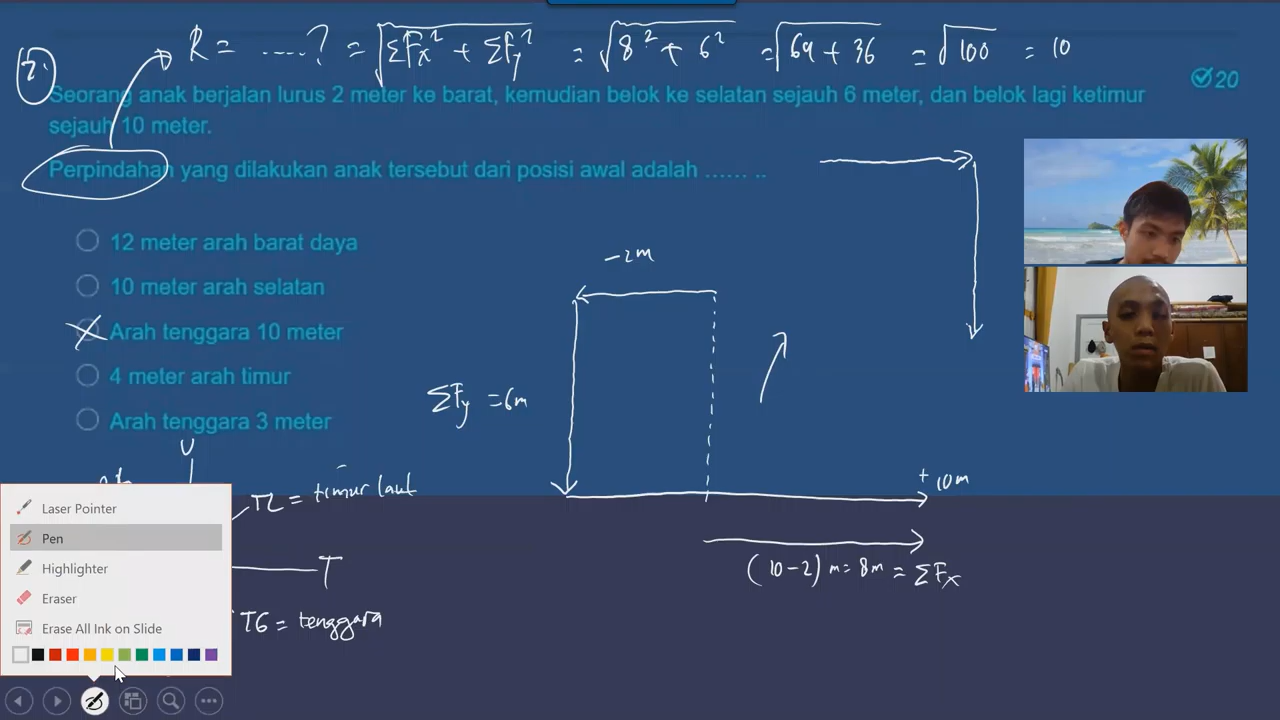 R = .....? = √ΣFx² + ΣFy² = √8² + 6² = √64 + 36 = √100 = 10
2.
20
Seorang anak berjalan lurus 2 meter ke barat, kemudian belok ke selatan sejauh 6 meter, dan belok lagi ketimur
sejauh 10 meter.
Perpindahan yang dilakukan anak tersebut dari posisi awal adalah ...... ..
12 meter arah barat daya
10 meter arah selatan
Arah tenggara 10 meter
4 meter arah timur
Arah tenggara 3 meter
-2m
ΣFy = 6m
+ 10m
(10-2) m = 8m = ΣFx
U
TL = timur laut
T
TG = tenggara
Laser Pointer
Pen
Highlighter
Eraser
Erase All Ink on Slide